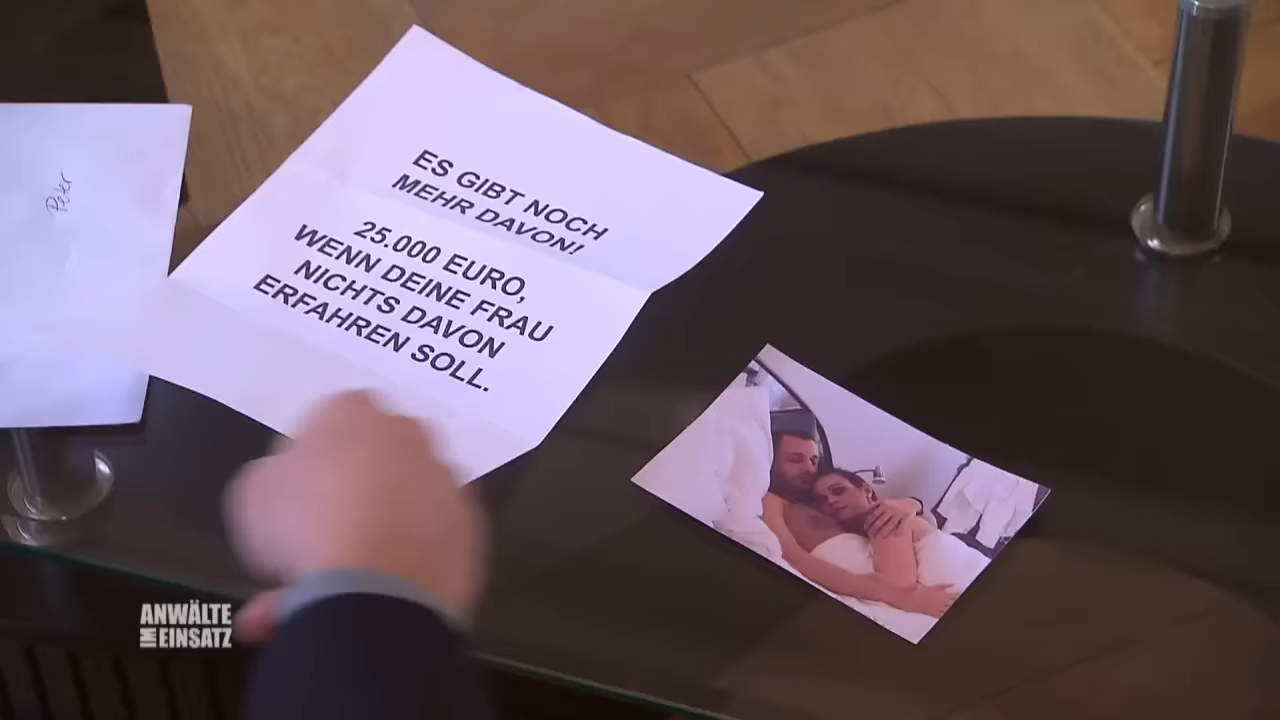 Peter
ES GIBT NOCH
MEHR DAVON!
25.000 EURO,
WENN DEINE FRAU
NICHTS DAVON
ERFAHREN SOLL.
ANWÄLTE
IM EINSATZ